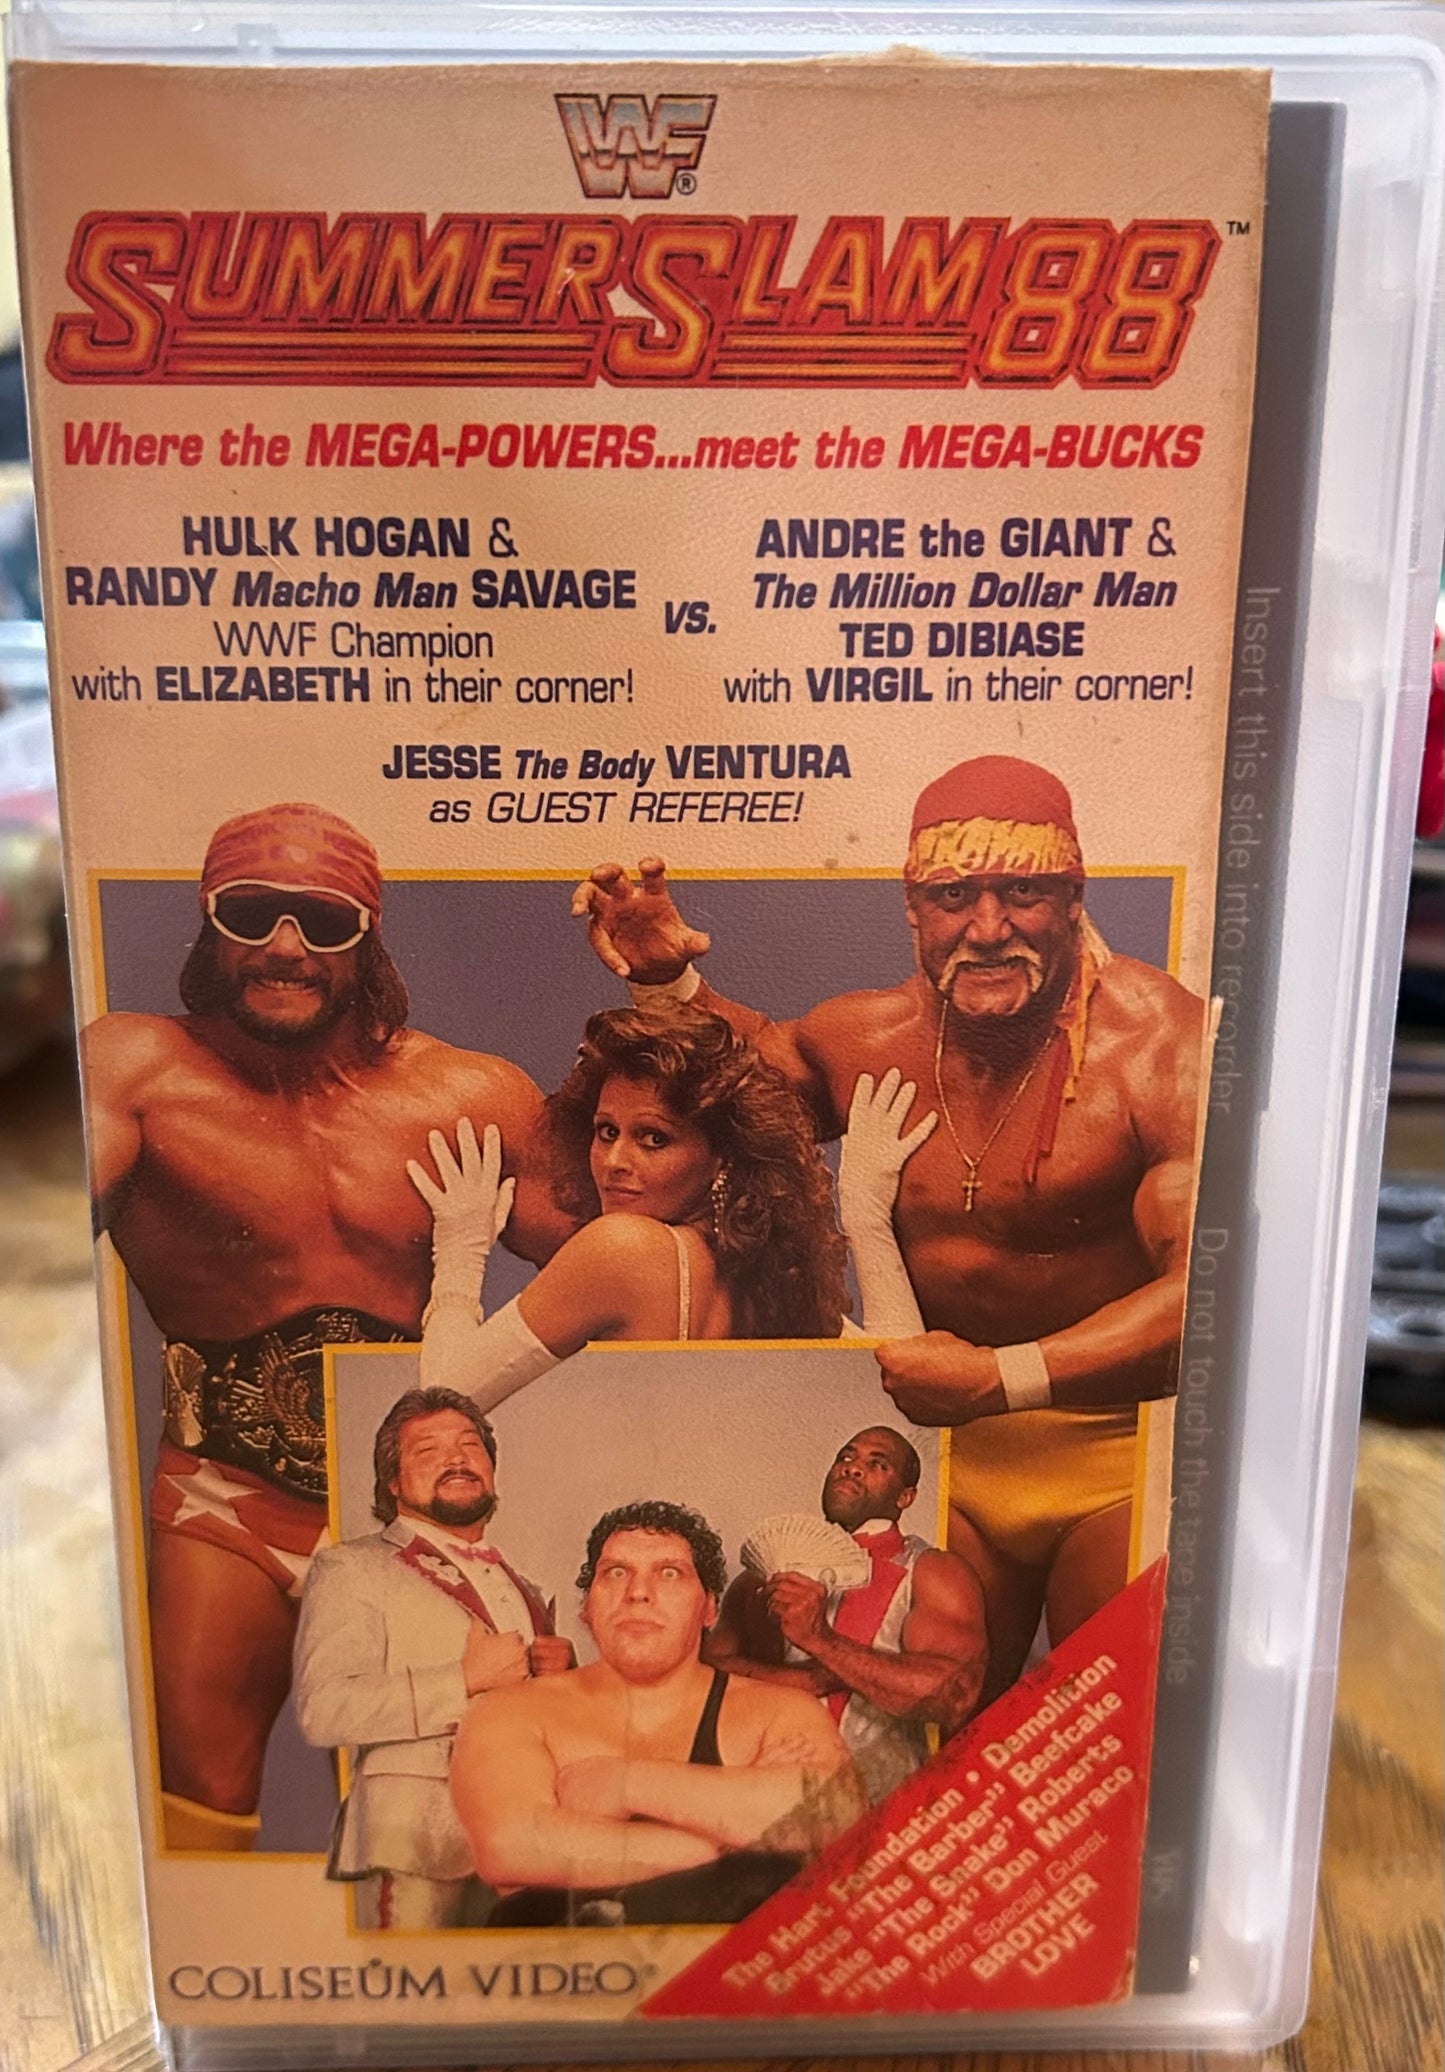 WF®
SUMMERSLAM 88™
Where the MEGA-POWERS...meet the MEGA-BUCKS
HULK HOGAN &
RANDY Macho Man SAVAGE
WWF Champion
with ELIZABETH in their corner!
vs.
ANDRE the GIANT &
The Million Dollar Man
TED DIBIASE
with VIRGIL in their corner!
JESSE The Body VENTURA
as GUEST REFEREE!
The Hart Foundation • Demolition
Brutus "The Barber" Beefcake
Jake "The Snake" Roberts
"The Rock" Don Muraco
With Special Guest
BROTHER
LOVE
COLISEÛM VIDEO®
Insert this side into recorder
Do not touch the tape inside
VHS